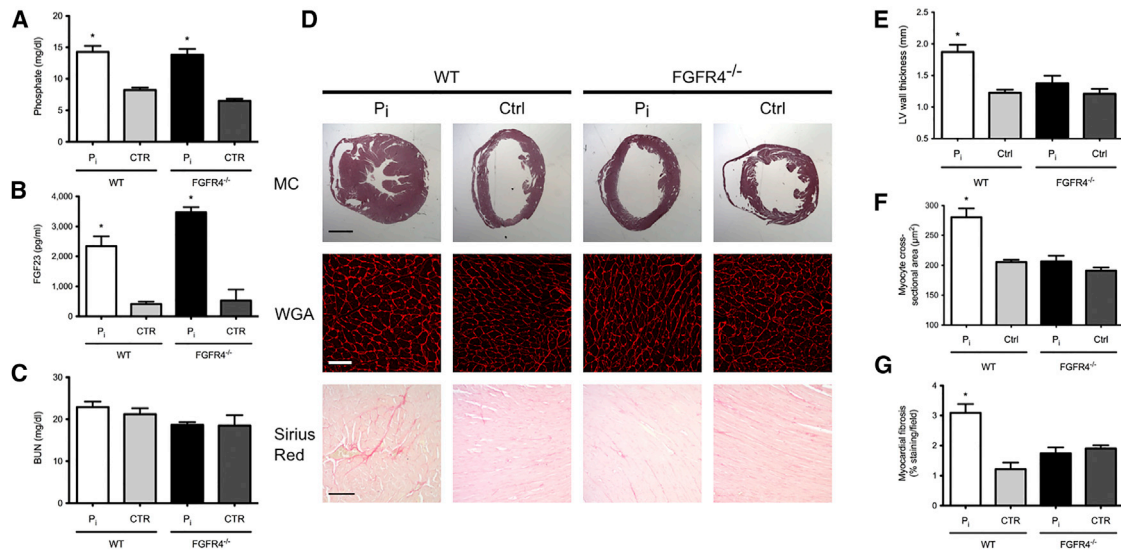 A
Phosphate (mg/dl)
20
15
10
5
0
*
*
Pi
CTR
Pi
CTR
WT
FGFR4-/-
B
FGF23 (pg/ml)
4,000
3,000
2,000
1,000
0
*
*
Pi
CTR
Pi
CTR
WT
FGFR4-/-
C
BUN (mg/dl)
30
20
10
0
Pi
CTR
Pi
CTR
WT
FGFR4-/-
D
WT
FGFR4-/-
Pi
Ctrl
Pi
Ctrl
MC
WGA
Sirius
Red
E
LV wall thickness (mm)
2.5
2.0
1.5
1.0
0.5
*
Pi
Ctrl
Pi
Ctrl
WT
FGFR4-/-
F
Myocyte cross-
sectional area (µm²)
300
250
200
150
100
*
Pi
Ctrl
Pi
Ctrl
WT
FGFR4-/-
G
Myocardial fibrosis
(% staining/field)
4
3
2
1
0
*
Pi
CTR
Pi
CTR
WT
FGFR4-/-